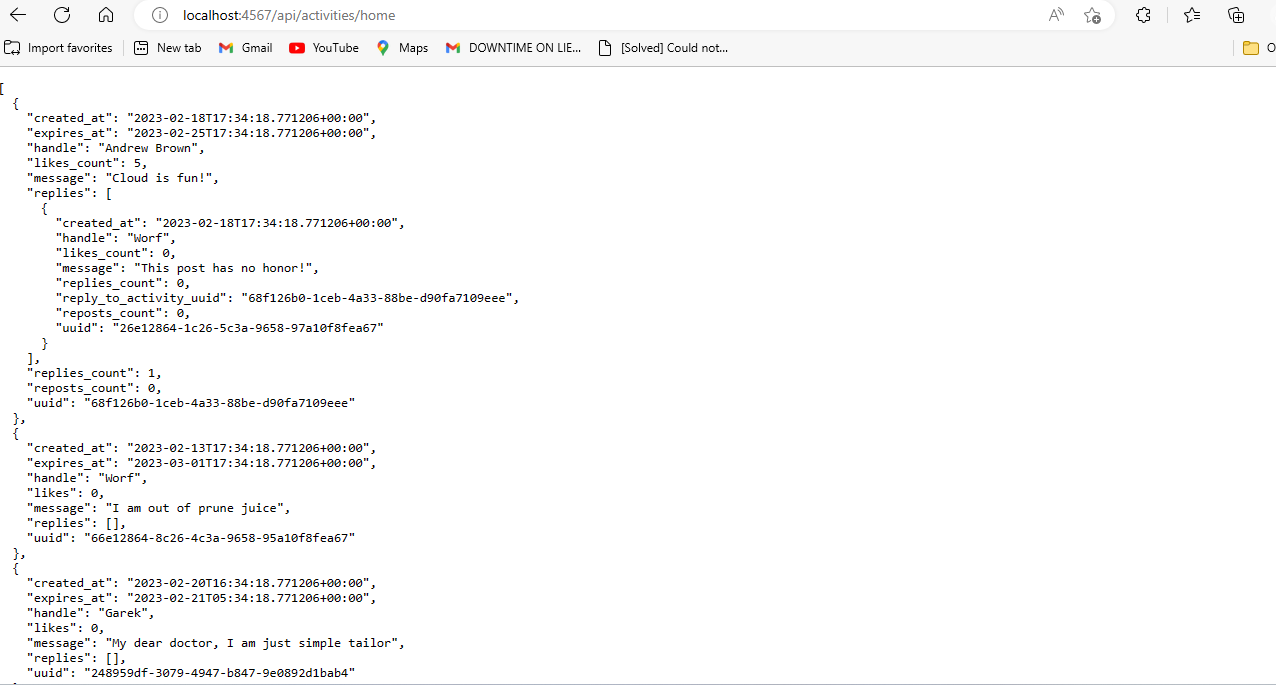 localhost:4567/api/activities/home
Import favorites New tab Gmail YouTube Maps DOWNTIME ON LIE... [Solved] Could not... O
[
  {
    "created_at": "2023-02-18T17:34:18.771206+00:00",
    "expires_at": "2023-02-25T17:34:18.771206+00:00",
    "handle": "Andrew Brown",
    "likes_count": 5,
    "message": "Cloud is fun!",
    "replies": [
      {
        "created_at": "2023-02-18T17:34:18.771206+00:00",
        "handle": "Worf",
        "likes_count": 0,
        "message": "This post has no honor!",
        "replies_count": 0,
        "reply_to_activity_uuid": "68f126b0-1ceb-4a33-88be-d90fa7109eee",
        "reposts_count": 0,
        "uuid": "26e12864-1c26-5c3a-9658-97a10f8fea67"
      }
    ],
    "replies_count": 1,
    "reposts_count": 0,
    "uuid": "68f126b0-1ceb-4a33-88be-d90fa7109eee"
  },
  {
    "created_at": "2023-02-13T17:34:18.771206+00:00",
    "expires_at": "2023-03-01T17:34:18.771206+00:00",
    "handle": "Worf",
    "likes": 0,
    "message": "I am out of prune juice",
    "replies": [],
    "uuid": "66e12864-8c26-4c3a-9658-95a10f8fea67"
  },
  {
    "created_at": "2023-02-20T16:34:18.771206+00:00",
    "expires_at": "2023-02-21T05:34:18.771206+00:00",
    "handle": "Garek",
    "likes": 0,
    "message": "My dear doctor, I am just simple tailor",
    "replies": [],
    "uuid": "248959df-3079-4947-b847-9e0892d1bab4"